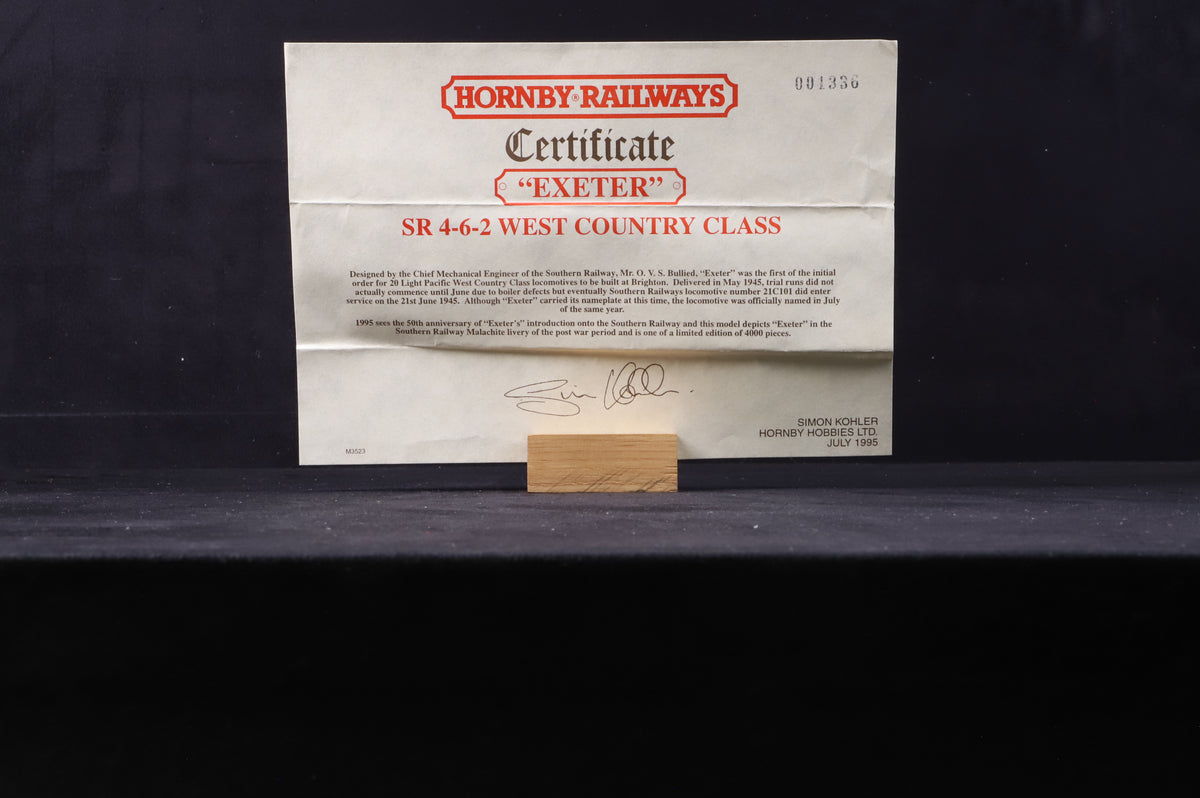 HORNBY® RAILWAYS
001336
Certificate
“EXETER”
SR 4-6-2 WEST COUNTRY CLASS
Designed by the Chief Mechanical Engineer of the Southern Railway, Mr. O. V. S. Bullied, “Exeter” was the first of the initial
order for 20 Light Pacific West Country Class locomotives to be built at Brighton. Delivered in May 1945, trial runs did not
actually commence until June due to boiler defects but eventually Southern Railways locomotive number 21C101 did enter
service on the 21st June 1945. Although “Exeter” carried its nameplate at this time, the locomotive was officially named in July
of the same year.
1995 sees the 50th anniversary of “Exeter’s” introduction onto the Southern Railway and this model depicts “Exeter” in the
Southern Railway Malachite livery of the post war period and is one of a limited edition of 4000 pieces.
Simon Kohler.
SIMON KOHLER
HORNBY HOBBIES LTD.
JULY 1995
M3523